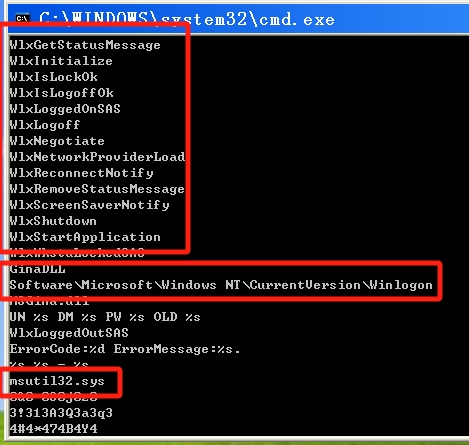 C:\WINDOWS\system32\cmd.exe
WlxGetStatusMessage
WlxInitialize
WlxIsLockOk
WlxIsLogoffOk
WlxLoggedOnSAS
WlxLogoff
WlxNegotiate
WlxNetworkProviderLoad
WlxReconnectNotify
WlxRemoveStatusMessage
WlxScreenSaverNotify
WlxShutdown
WlxStartApplication
WlxWkstaLockedSAS
GinaDLL
Software\Microsoft\Windows NT\CurrentVersion\Winlogon
MSGina.dll
UN %s DM %s PW %s OLD %s
WlxLoggedOutSAS
ErrorCode:%d ErrorMessage:%s.
%s %s - %s
msutil32.sys
3!313A3Q3a3q3
4#4*474B4Y4